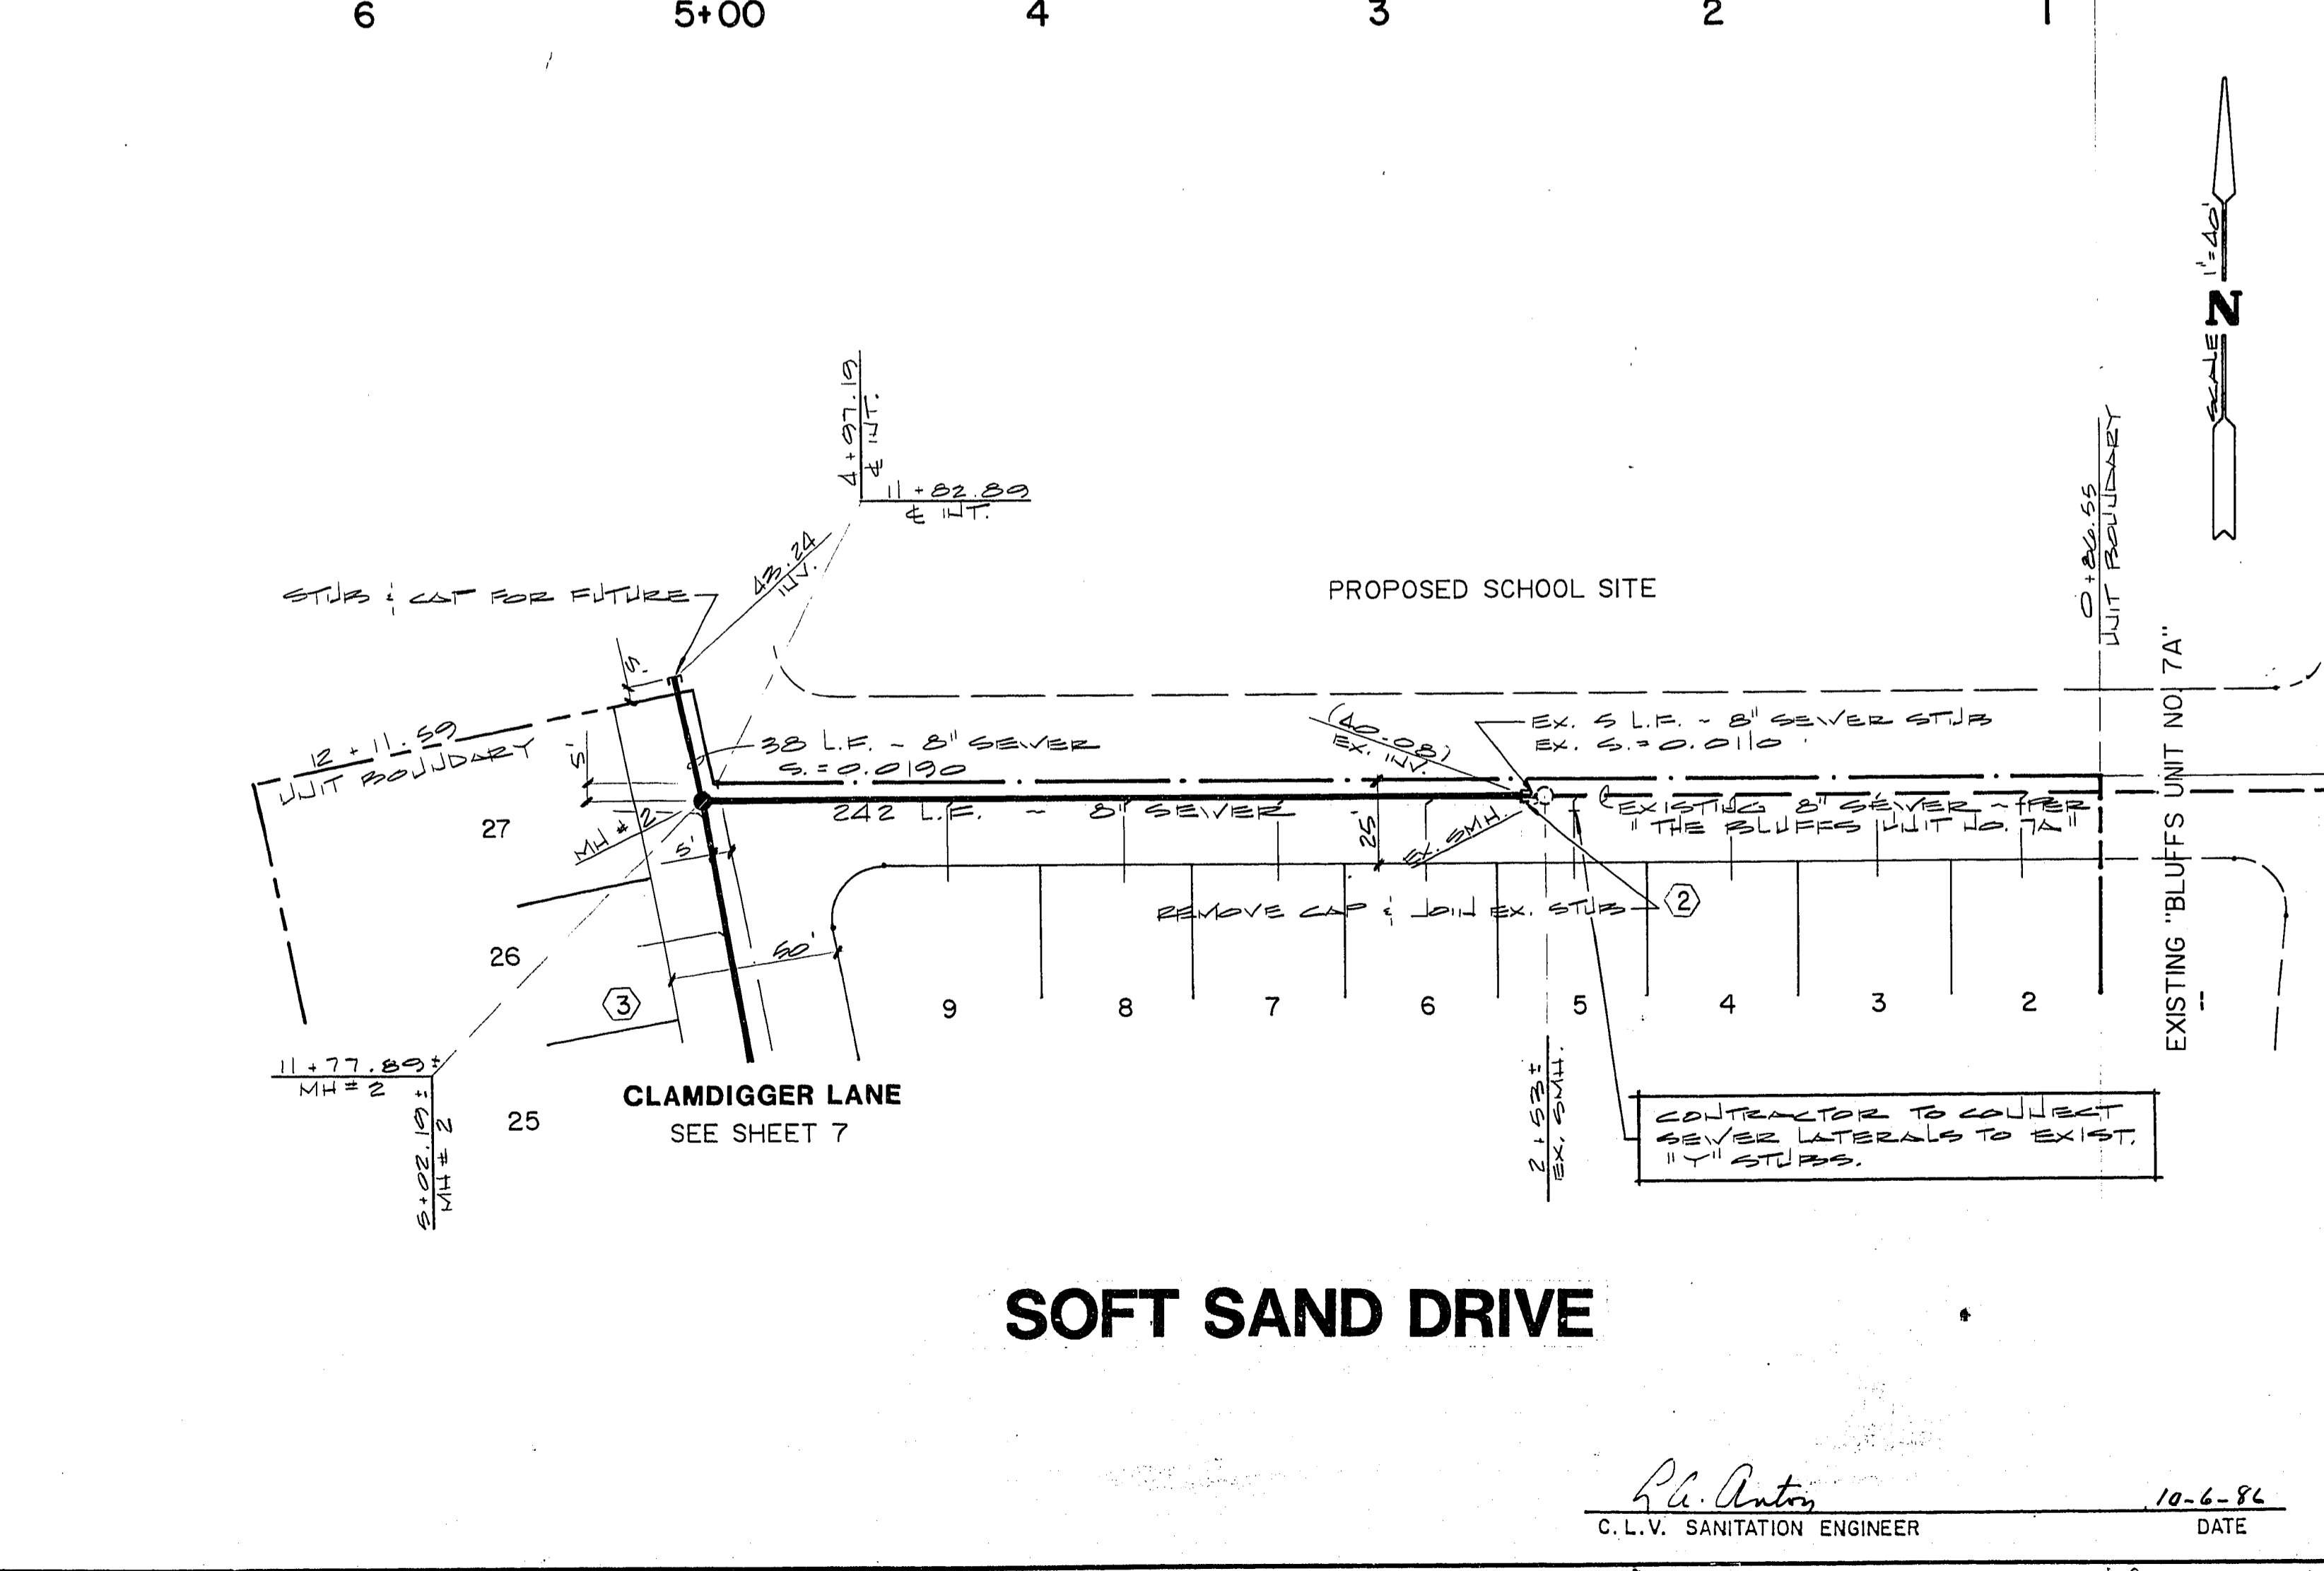 6 5+00 4 3 2 1
SCALE 1"=40'
N
4+97.19
℄ INT.
11+82.89
℄ INT.
43.24
INV.
STUB & CAP FOR FUTURE
PROPOSED SCHOOL SITE
0+86.55
UNIT BOUNDARY
EXISTING "BLUFFS UNIT NO. 7A"
5'
12+11.59
UNIT BOUNDARY
5'
38 L.F. ~ 8" SEWER
S.=0.0190
(40.08)
EX. INV.
EX. 5 L.F. ~ 8" SEWER STUB
EX. S.=0.0110
242 L.F. ~ 8" SEWER
EXISTING 8" SEWER ~ PER
"THE BLUFFS UNIT NO. 7A"
27
MH # 2
5'
25'
EX. SMH.
REMOVE CAP & JOIN EX. STUB
2
50'
26
3
9 8 7 6 5 4 3 2 1
11+77.89±
MH # 2
5+02.19±
MH # 2
25
CLAMDIGGER LANE
SEE SHEET 7
2+53±
EX. SMH.
CONTRACTOR TO CONNECT
SEWER LATERALS TO EXIST.
"Y" STUBS.
SOFT SAND DRIVE
R.A. Anton
10-6-86
C.L.V. SANITATION ENGINEER
DATE